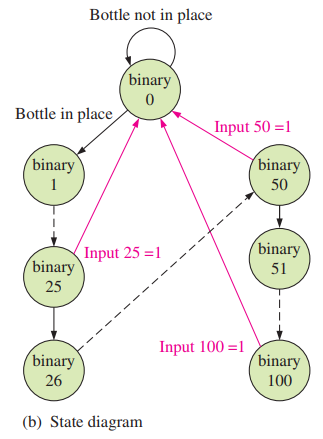 Bottle not in place
binary
0
Bottle in place
Input 50 =1
binary
1
binary
50
Input 25 =1
binary
25
binary
51
Input 100 =1
binary
26
binary
100
(b) State diagram